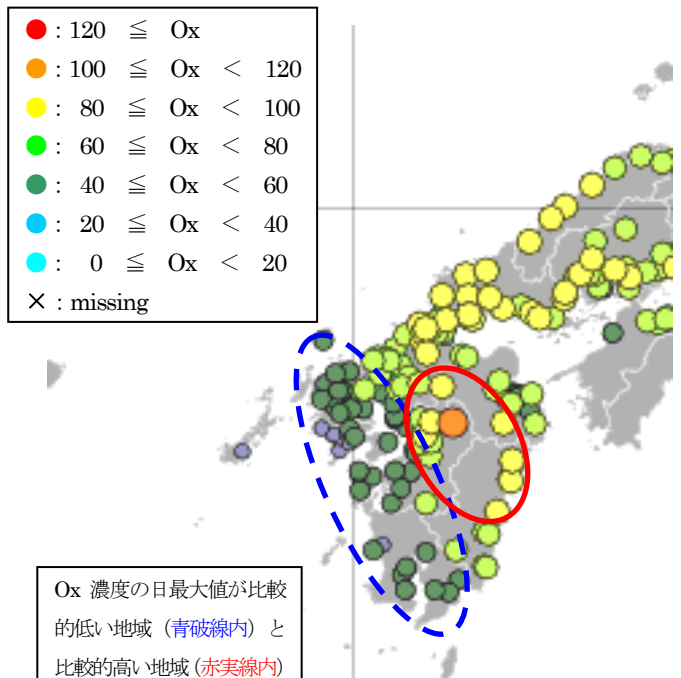 : 120 ≦ Ox
: 100 ≦ Ox < 120
: 80 ≦ Ox < 100
: 60 ≦ Ox < 80
: 40 ≦ Ox < 60
: 20 ≦ Ox < 40
: 0 ≦ Ox < 20
× : missing
Ox 濃度の日最大値が比較
的低い地域（青破線内）と
比較的高い地域(赤実線内)